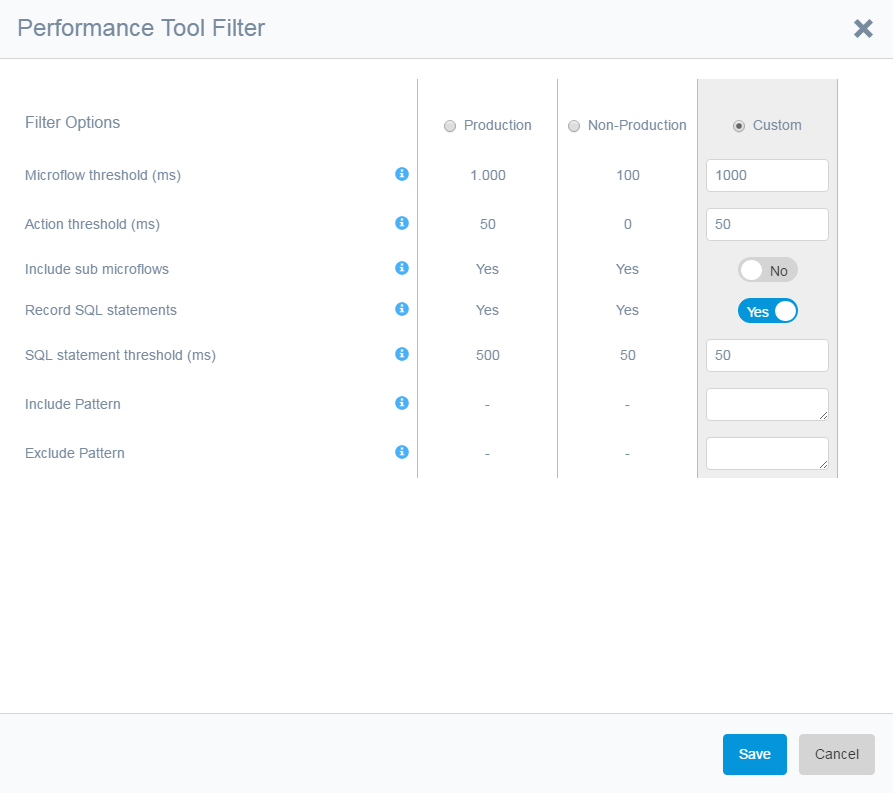 Performance Tool Filter
Filter Options Production Non-Production Custom
Microflow threshold (ms) 1.000 100 1000
Action threshold (ms) 50 0 50
Include sub microflows Yes Yes No
Record SQL statements Yes Yes Yes
SQL statement threshold (ms) 500 50 50
Include Pattern - -
Exclude Pattern - -
Save Cancel